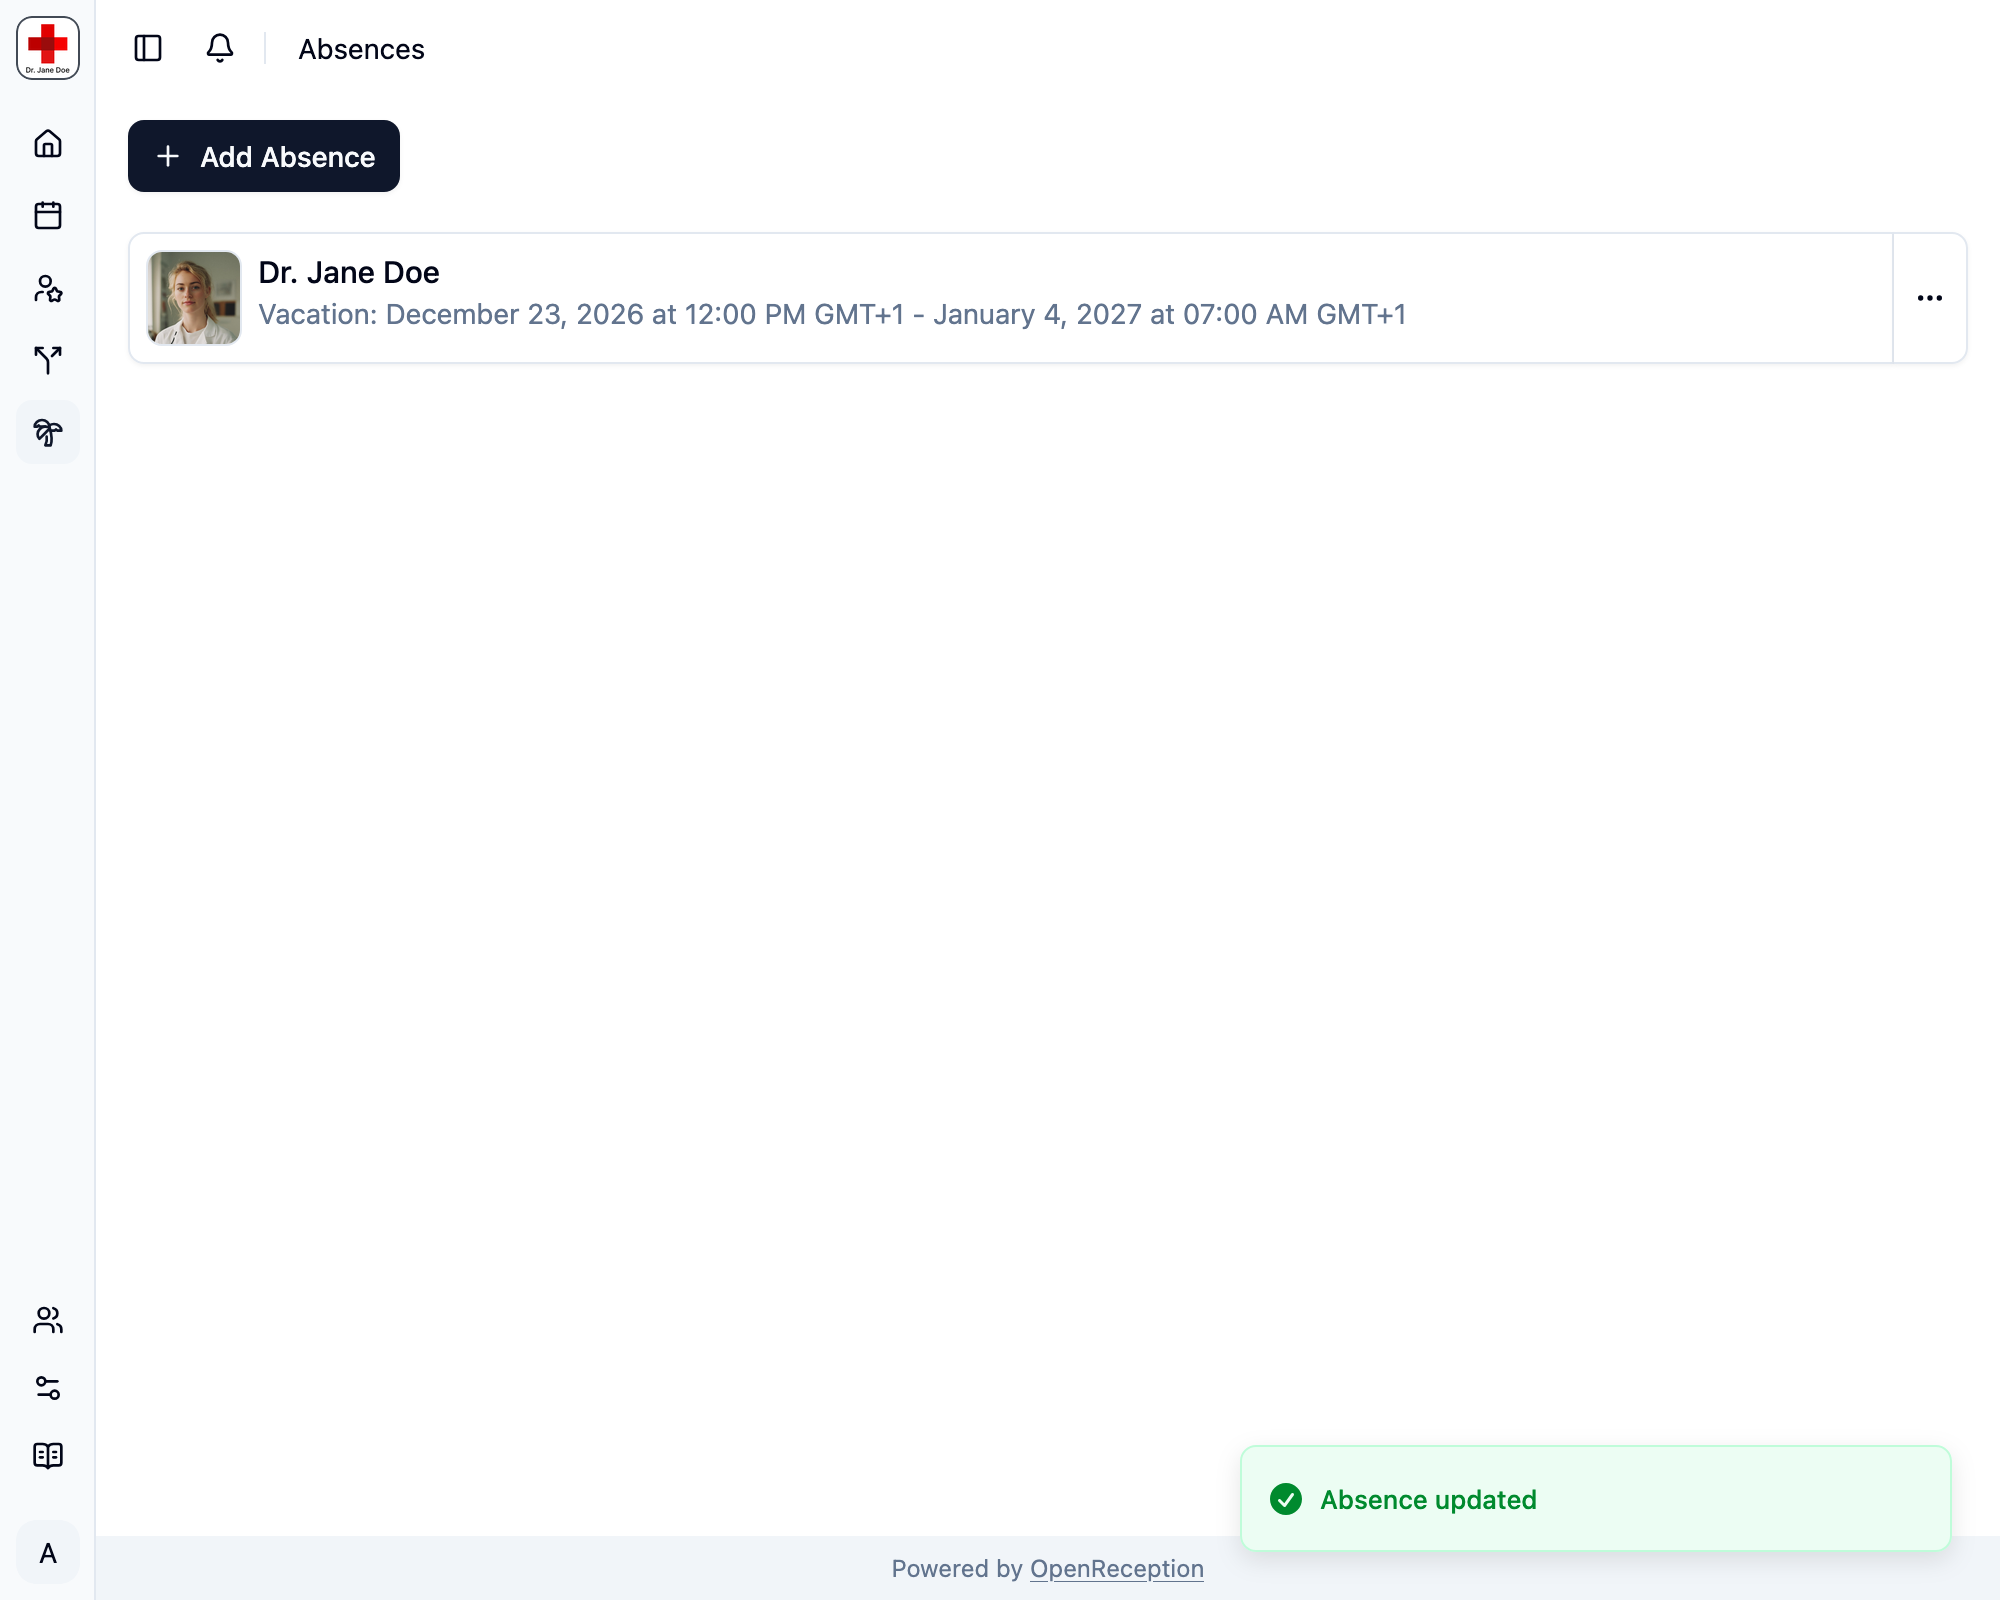 Dr. Jane Doe
Absences
Add Absence
Dr. Jane Doe
Vacation: December 23, 2026 at 12:00 PM GMT+1 - January 4, 2027 at 07:00 AM GMT+1
Absence updated
A
Powered by OpenReception